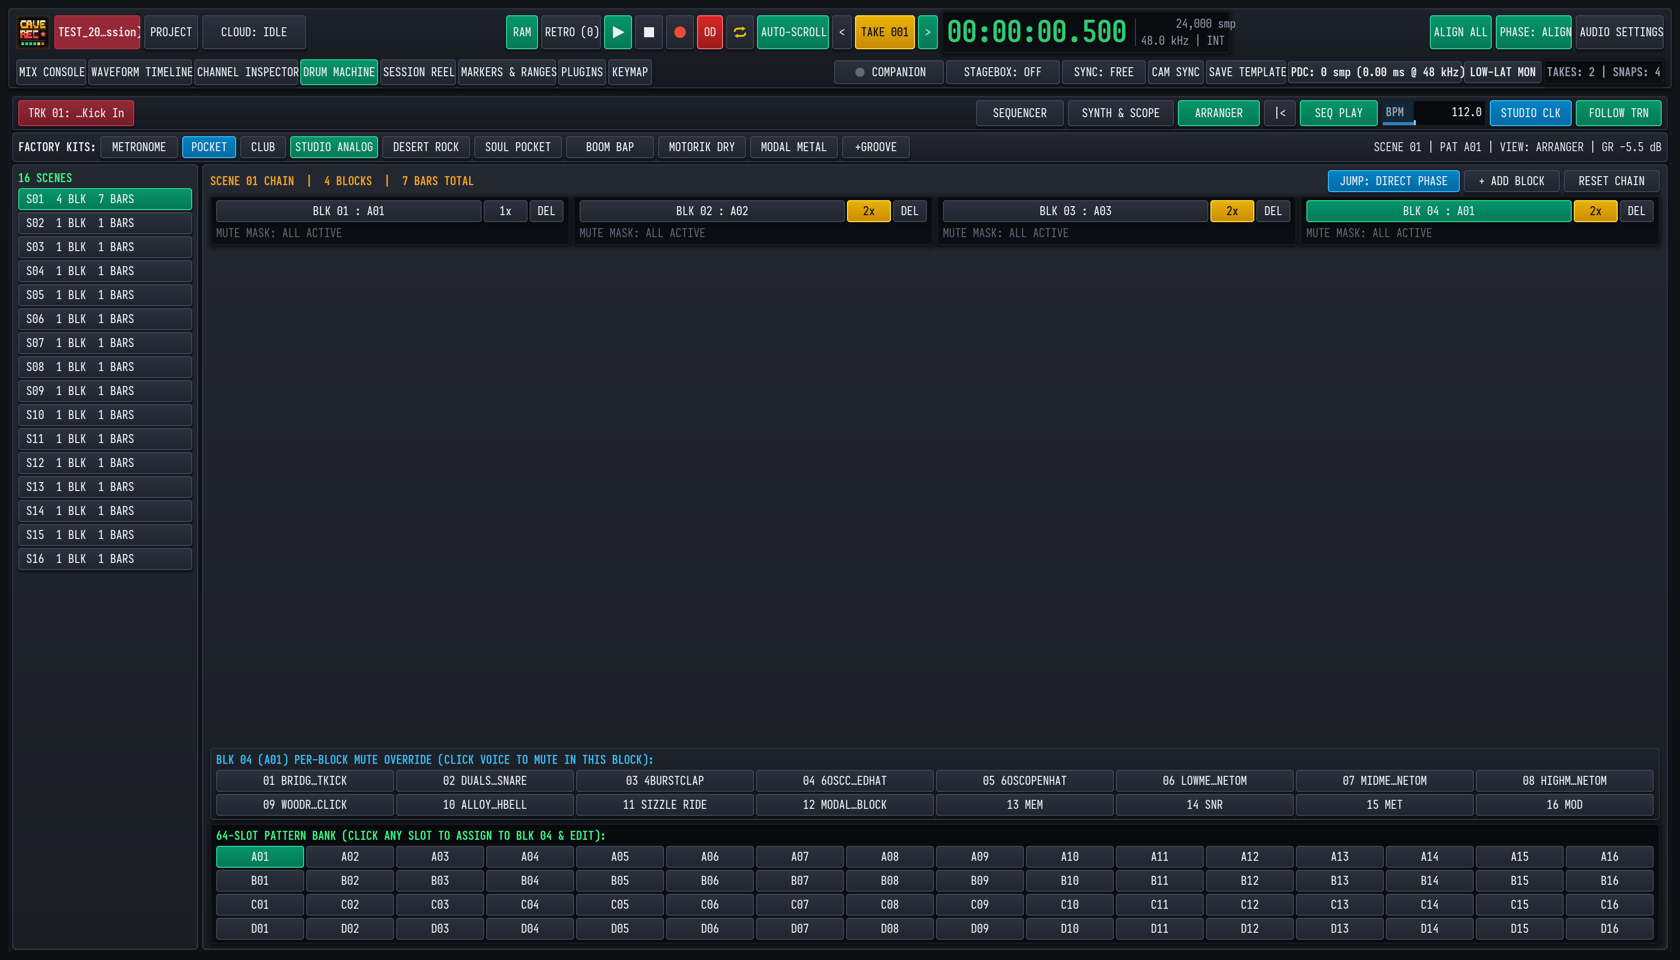 CAVE
REC
TEST_20…ssion]
PROJECT
CLOUD: IDLE
RAM
RETRO (0)
OD
AUTO-SCROLL
<
TAKE 001
>
00:00:00.500
24,000 smp
48.0 kHz | INT
ALIGN ALL
PHASE: ALIGN
AUDIO SETTINGS
MIX CONSOLE
WAVEFORM TIMELINE
CHANNEL INSPECTOR
DRUM MACHINE
SESSION REEL
MARKERS & RANGES
PLUGINS
KEYMAP
COMPANION
STAGEBOX: OFF
SYNC: FREE
CAM SYNC
SAVE TEMPLATE
PDC: 0 smp (0.00 ms @ 48 kHz)
LOW-LAT MON
TAKES: 2 | SNAPS: 4
TRK 01: …Kick In
SEQUENCER
SYNTH & SCOPE
ARRANGER
|<
SEQ PLAY
BPM
112.0
STUDIO CLK
FOLLOW TRN
FACTORY KITS:
METRONOME
POCKET
CLUB
STUDIO ANALOG
DESERT ROCK
SOUL POCKET
BOOM BAP
MOTORIK DRY
MODAL METAL
+GROOVE
SCENE 01 | PAT A01 | VIEW: ARRANGER | GR -5.5 dB
16 SCENES
S01 4 BLK 7 BARS
S02 1 BLK 1 BARS
S03 1 BLK 1 BARS
S04 1 BLK 1 BARS
S05 1 BLK 1 BARS
S06 1 BLK 1 BARS
S07 1 BLK 1 BARS
S08 1 BLK 1 BARS
S09 1 BLK 1 BARS
S10 1 BLK 1 BARS
S11 1 BLK 1 BARS
S12 1 BLK 1 BARS
S13 1 BLK 1 BARS
S14 1 BLK 1 BARS
S15 1 BLK 1 BARS
S16 1 BLK 1 BARS
SCENE 01 CHAIN | 4 BLOCKS | 7 BARS TOTAL
JUMP: DIRECT PHASE
+ ADD BLOCK
RESET CHAIN
BLK 01 : A01
1x
DEL
MUTE MASK: ALL ACTIVE
BLK 02 : A02
2x
DEL
MUTE MASK: ALL ACTIVE
BLK 03 : A03
2x
DEL
MUTE MASK: ALL ACTIVE
BLK 04 : A01
2x
DEL
MUTE MASK: ALL ACTIVE
BLK 04 (A01) PER-BLOCK MUTE OVERRIDE (CLICK VOICE TO MUTE IN THIS BLOCK):
01 BRIDG…TKICK
02 DUALS…SNARE
03 4BURSTCLAP
04 6OSCC…EDHAT
05 6OSCOPENHAT
06 LOWME…NETOM
07 MIDME…NETOM
08 HIGHM…NETOM
09 WOODR…CLICK
10 ALLOY…HBELL
11 SIZZLE RIDE
12 MODAL…BLOCK
13 MEM
14 SNR
15 MET
16 MOD
64-SLOT PATTERN BANK (CLICK ANY SLOT TO ASSIGN TO BLK 04 & EDIT):
A01 A02 A03 A04 A05 A06 A07 A08 A09 A10 A11 A12 A13 A14 A15 A16
B01 B02 B03 B04 B05 B06 B07 B08 B09 B10 B11 B12 B13 B14 B15 B16
C01 C02 C03 C04 C05 C06 C07 C08 C09 C10 C11 C12 C13 C14 C15 C16
D01 D02 D03 D04 D05 D06 D07 D08 D09 D10 D11 D12 D13 D14 D15 D16